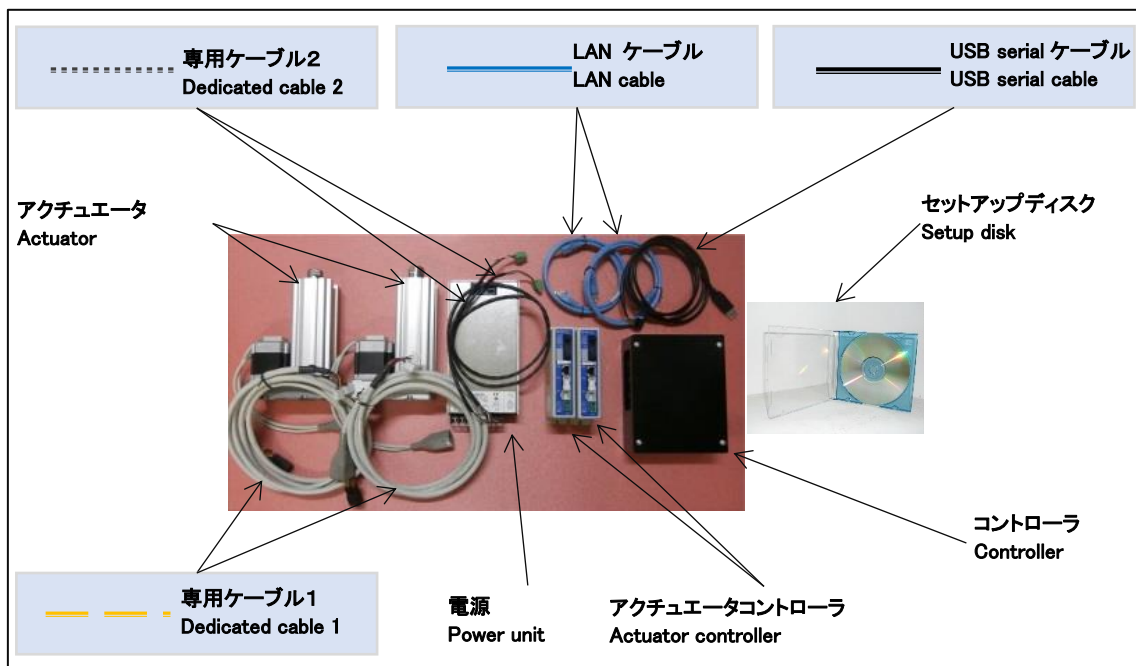 専用ケーブル２
Dedicated cable 2
LAN ケーブル
LAN cable
USB serial ケーブル
USB serial cable
アクチュエータ
Actuator
セットアップディスク
Setup disk
コントローラ
Controller
専用ケーブル１
Dedicated cable 1
電源
Power unit
アクチュエータコントローラ
Actuator controller